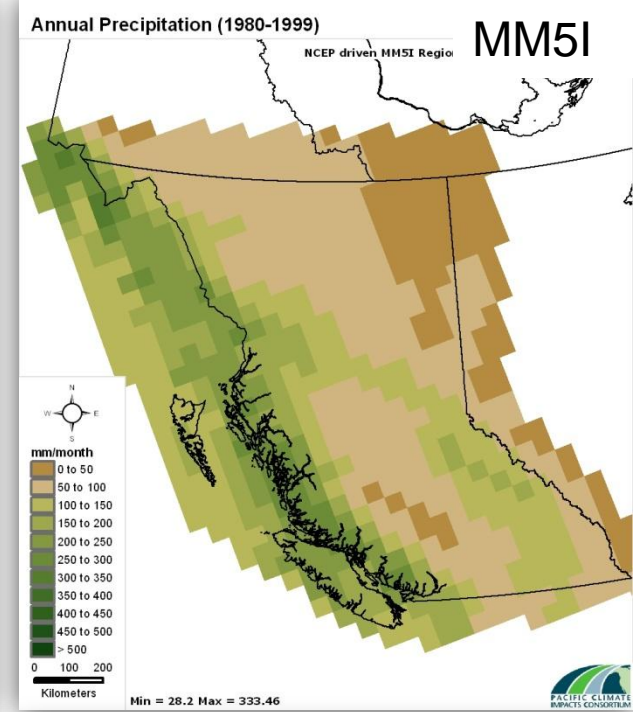 Annual Precipitation (1980-1999)
NCEP driven MM5I Regio
MM5I
N
W E
S
mm/month
0 to 50
50 to 100
100 to 150
150 to 200
200 to 250
250 to 300
300 to 350
350 to 400
400 to 450
450 to 500
> 500
0 100 200
Kilometers
Min = 28.2 Max = 333.46
PACIFIC CLIMATE
IMPACTS CONSORTIUM